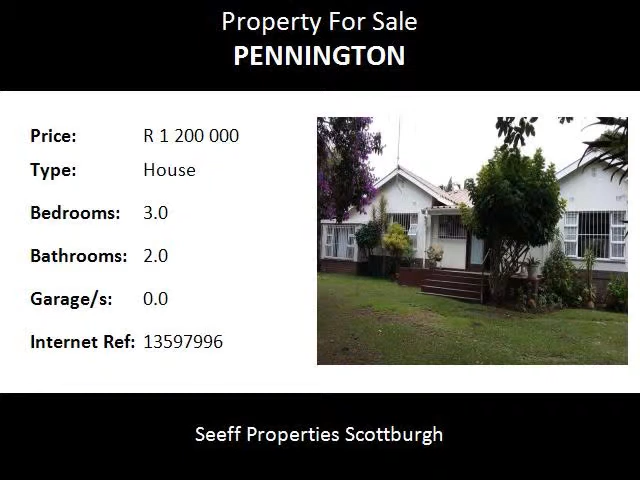 Property For Sale
PENNINGTON
Price: R 1 200 000
Type: House
Bedrooms: 3.0
Bathrooms: 2.0
Garage/s: 0.0
Internet Ref: 13597996
Seeff Properties Scottburgh